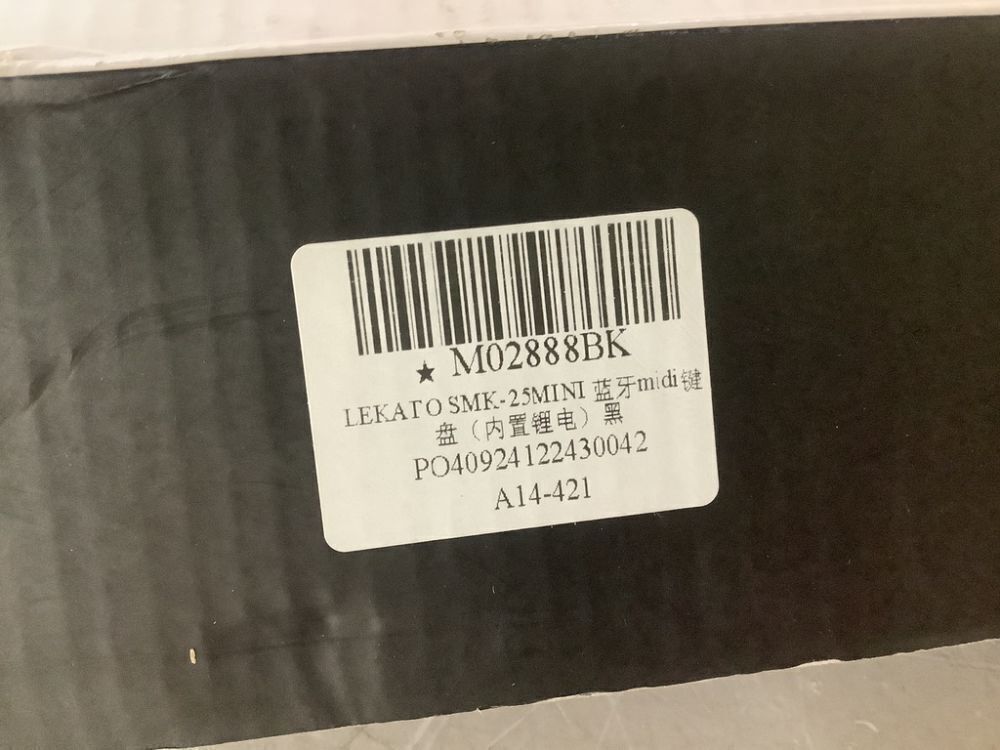 ★ M02888BK
LEKATO SMK-25MINI 蓝牙midi键
盘（内置锂电）黑
PO40924122430042
A14-421